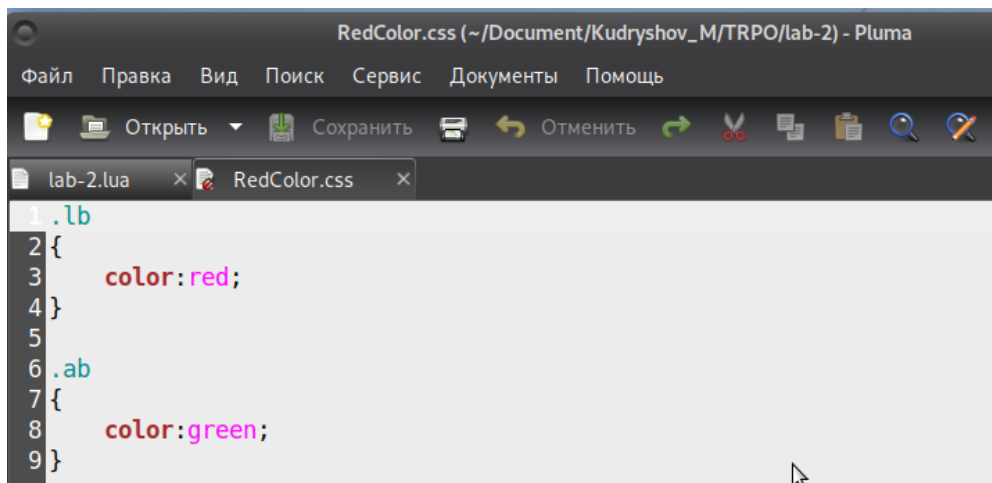 RedColor.css (~/Document/Kudryshov_M/TRPO/lab-2) - Pluma
Файл Правка Вид Поиск Сервис Документы Помощь
Открыть Сохранить Отменить
lab-2.lua × RedColor.css ×
1 .lb
2 {
3 color:red;
4 }
5
6 .ab
7 {
8 color:green;
9 }